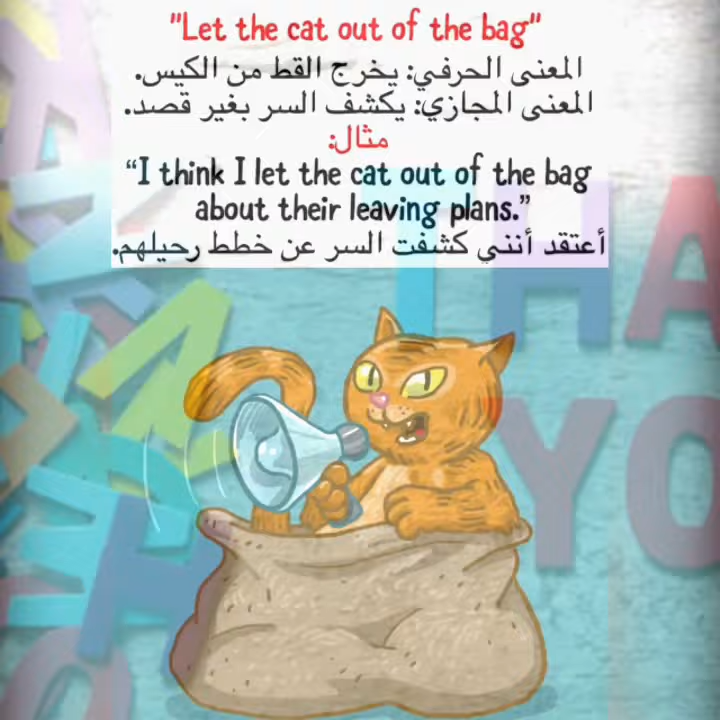 "Let the cat out of the bag"
المعنى الحرفي: يخرج القط من الكيس.
المعنى المجازي: يكشف السر بغير قصد.
مثال:
“I think I let the cat out of the bag
about their leaving plans.”
أعتقد أنني كشفت السر عن خطط رحيلهم.
THA
YO